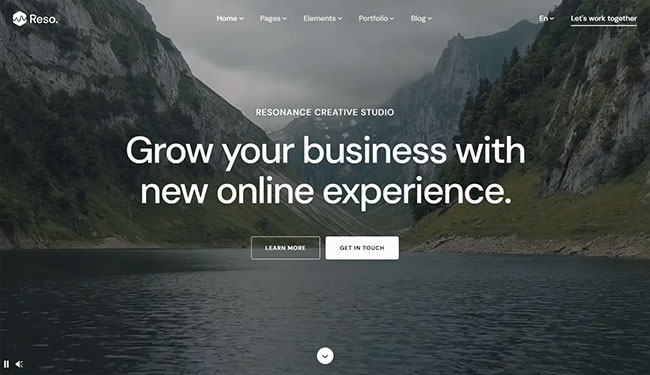 Reso.
Home Pages Elements Portfolio Blog
En Let's work together
RESONANCE CREATIVE STUDIO
Grow your business with
new online experience.
LEARN MORE GET IN TOUCH